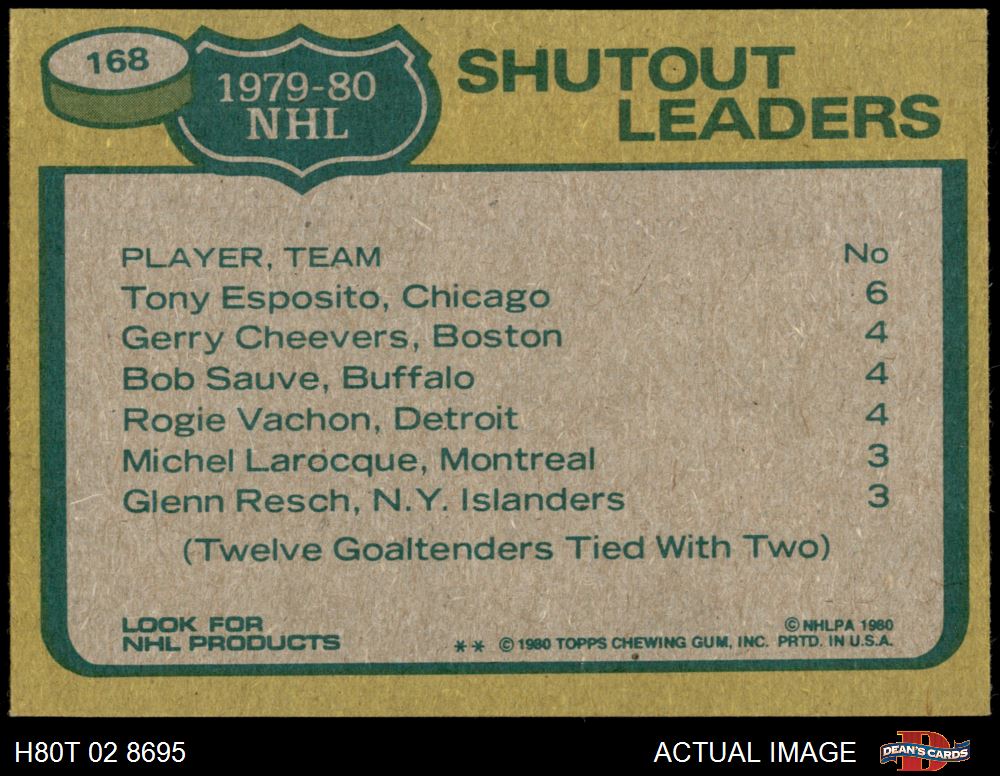 168
1979-80
NHL
SHUTOUT
LEADERS
PLAYER, TEAM No
Tony Esposito, Chicago 6
Gerry Cheevers, Boston 4
Bob Sauve, Buffalo 4
Rogie Vachon, Detroit 4
Michel Larocque, Montreal 3
Glenn Resch, N.Y. Islanders 3
(Twelve Goaltenders Tied With Two)
LOOK FOR
NHL PRODUCTS
© NHLPA 1980
** © 1980 TOPPS CHEWING GUM, INC. PRTD. IN U.S.A.
H80T 02 8695
ACTUAL IMAGE
D
DEAN'S CARDS